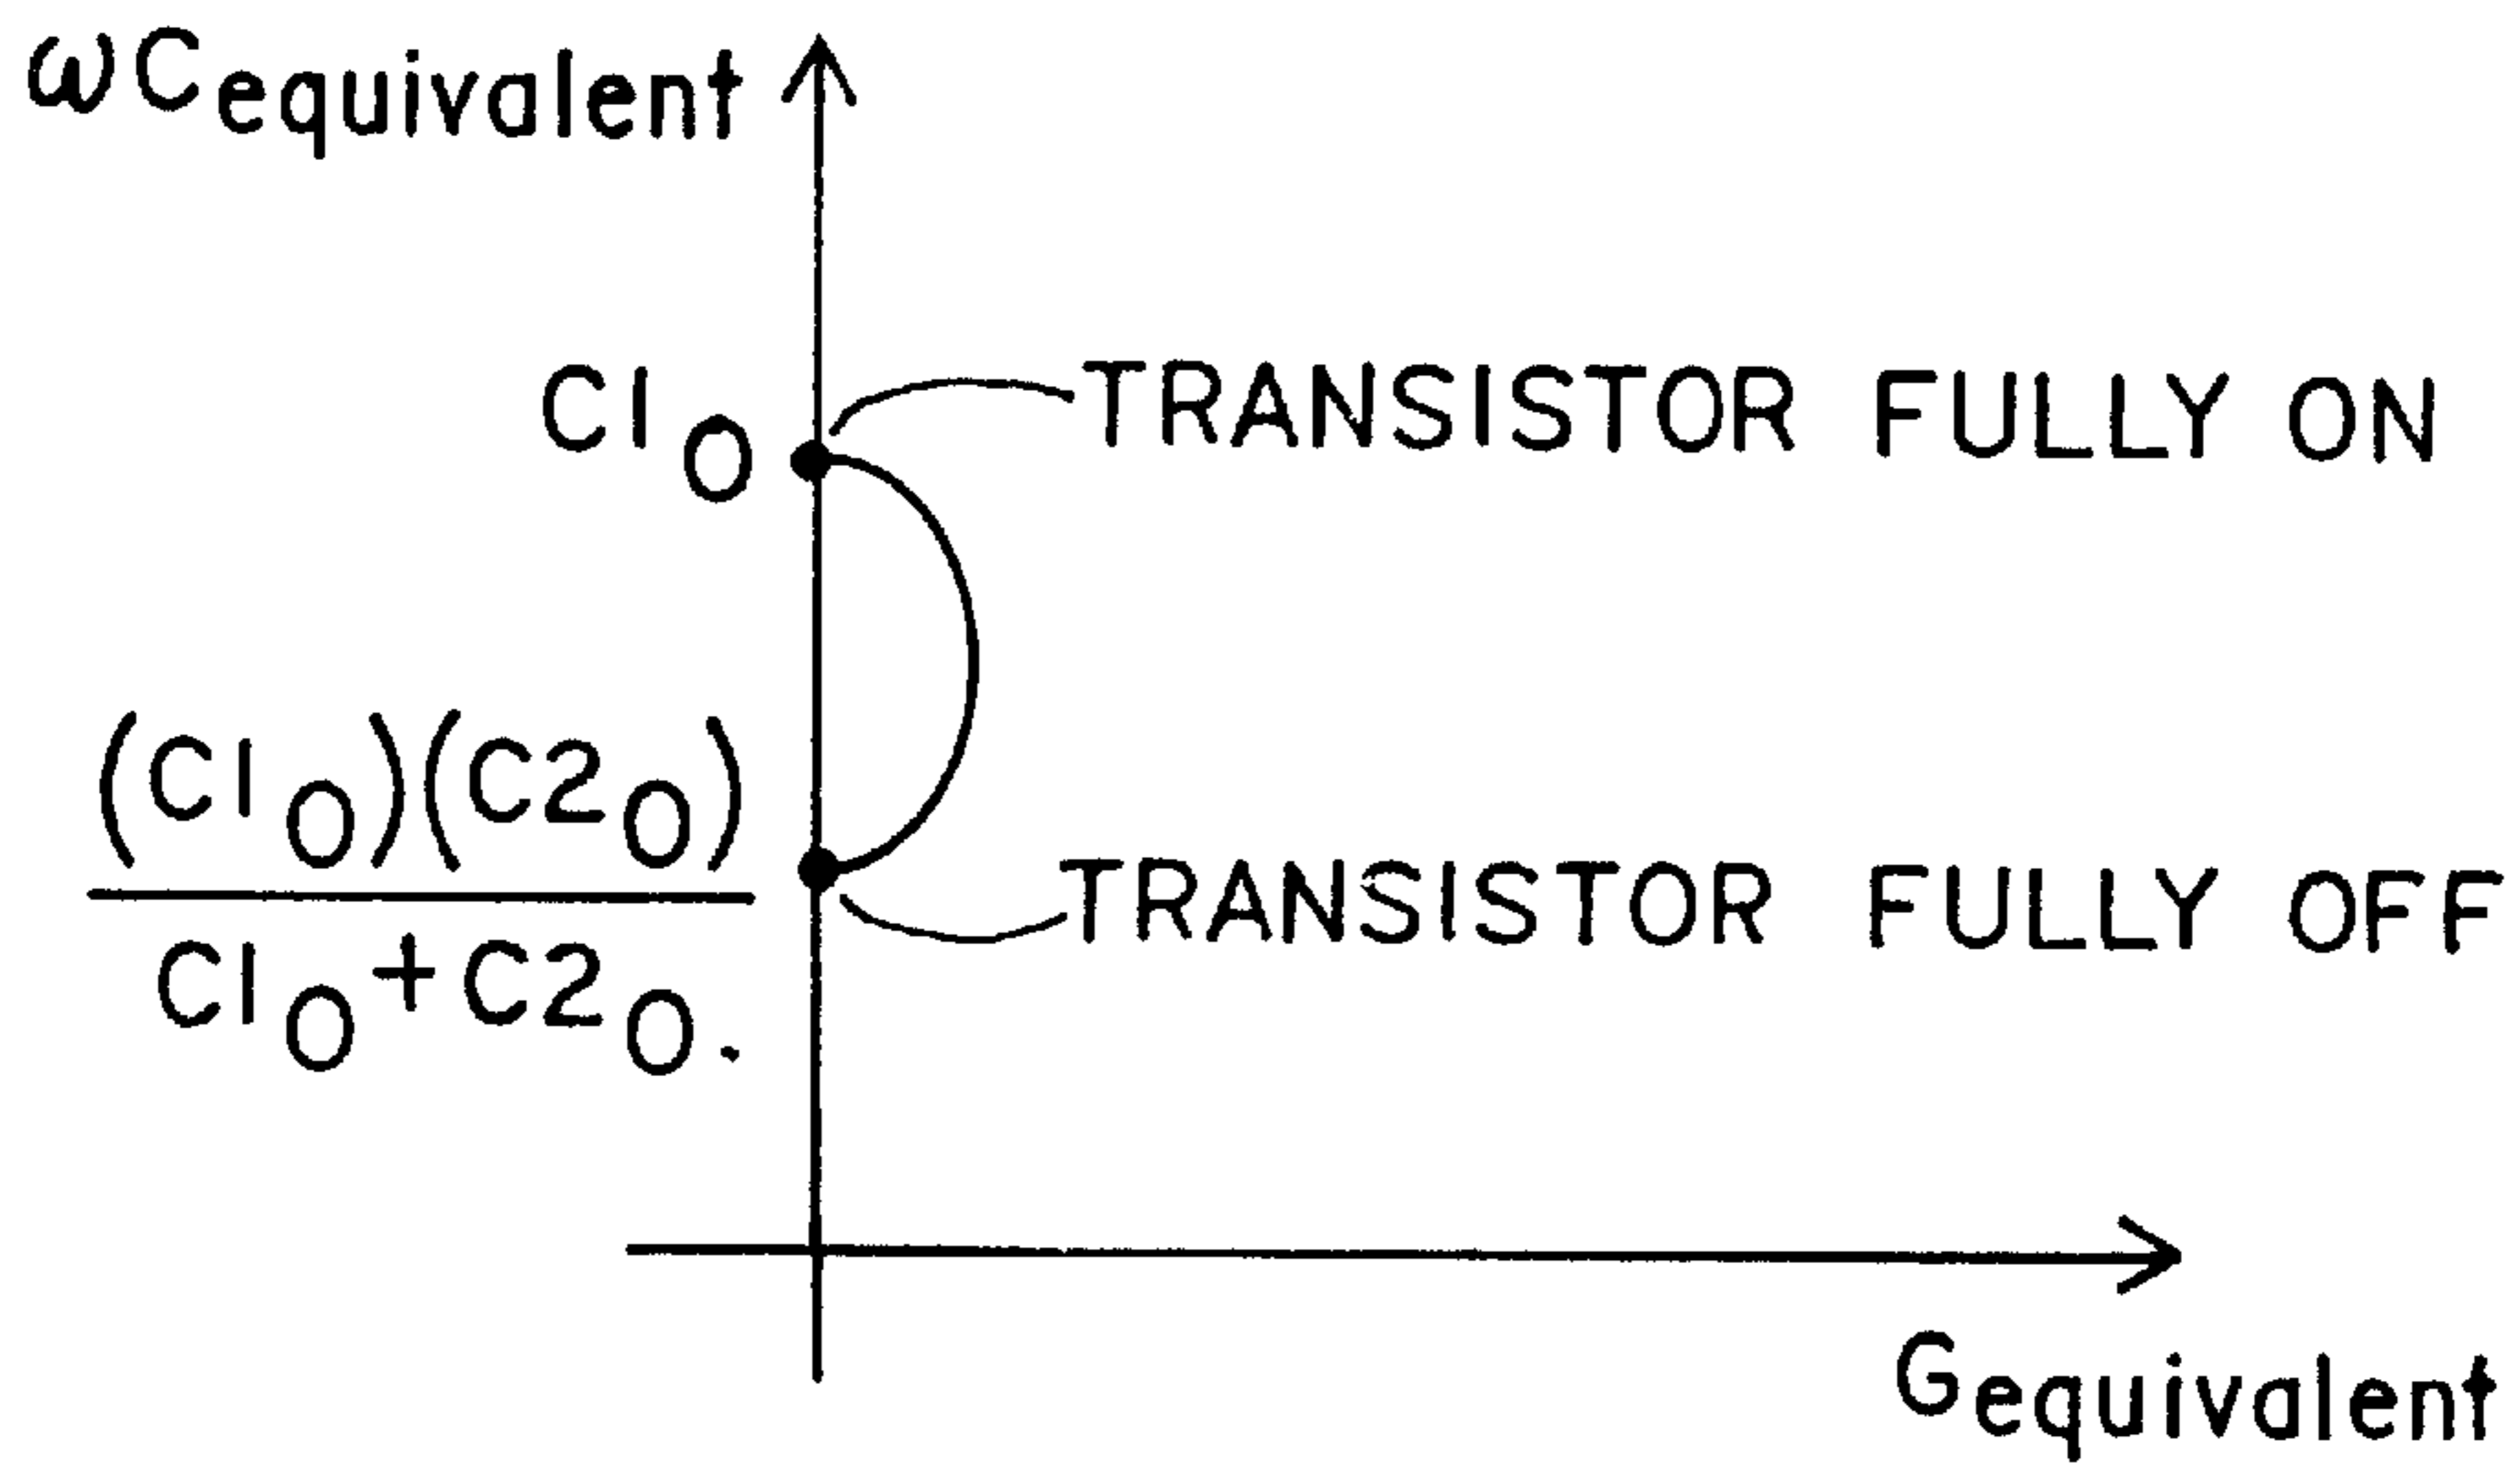 ωCequivalent
C1O TRANSISTOR FULLY ON
(C1O)(C2O)
TRANSISTOR FULLY OFF
C1O+C2O.
Gequivalent